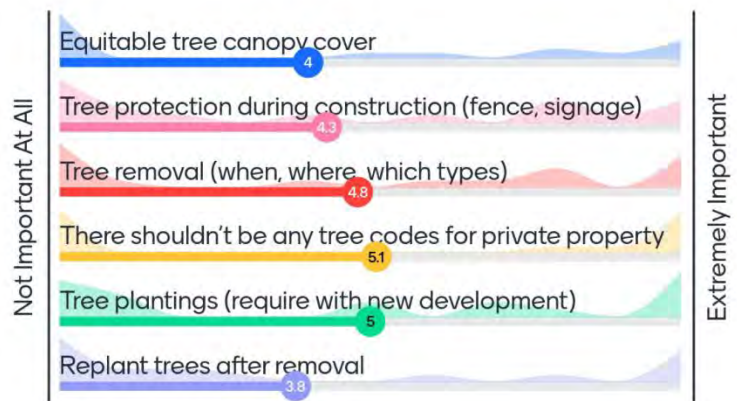 Not Important At All
Equitable tree canopy cover
4
Tree protection during construction (fence, signage)
4.3
Tree removal (when, where, which types)
4.8
There shouldn't be any tree codes for private property
5.1
Tree plantings (require with new development)
5
Replant trees after removal
3.8
Extremely Important